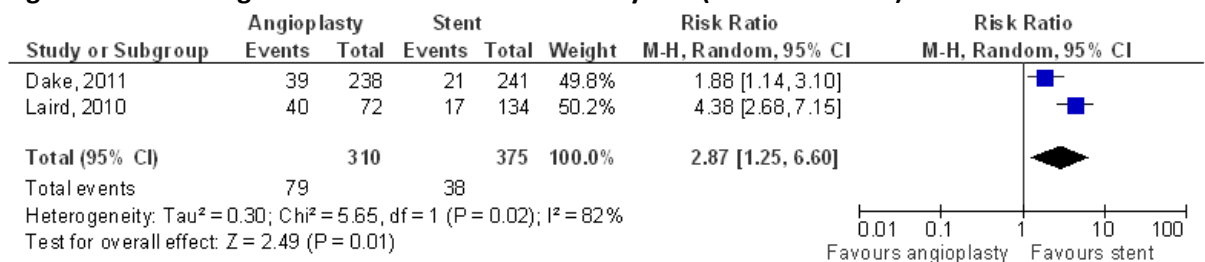 Angioplasty Stent Risk Ratio Risk Ratio
Study or Subgroup Events Total Events Total Weight M-H, Random, 95% CI M-H, Random, 95% CI
Dake, 2011 39 238 21 241 49.8% 1.88 [1.14, 3.10]
Laird, 2010 40 72 17 134 50.2% 4.38 [2.68, 7.15]
Total (95% CI) 310 375 100.0% 2.87 [1.25, 6.60]
Total events 79 38
Heterogeneity: Tau² = 0.30; Chi² = 5.65, df = 1 (P = 0.02); I² = 82%
Test for overall effect: Z = 2.49 (P = 0.01)
0.01 0.1 1 10 100
Favours angioplasty Favours stent